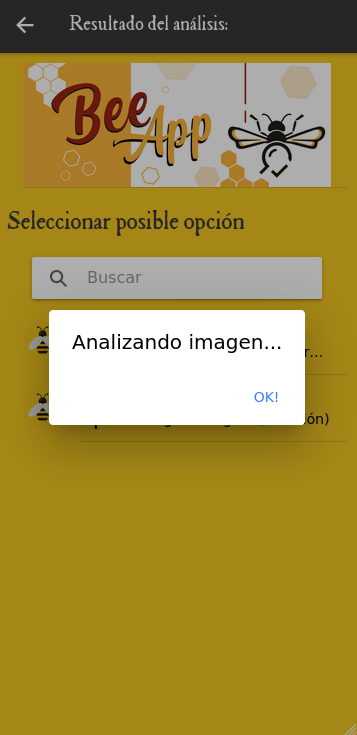 Resultado del análisis:
Bee
App
Seleccionar posible opción
Buscar
Analizando imagen...
r...
OK!
ón)